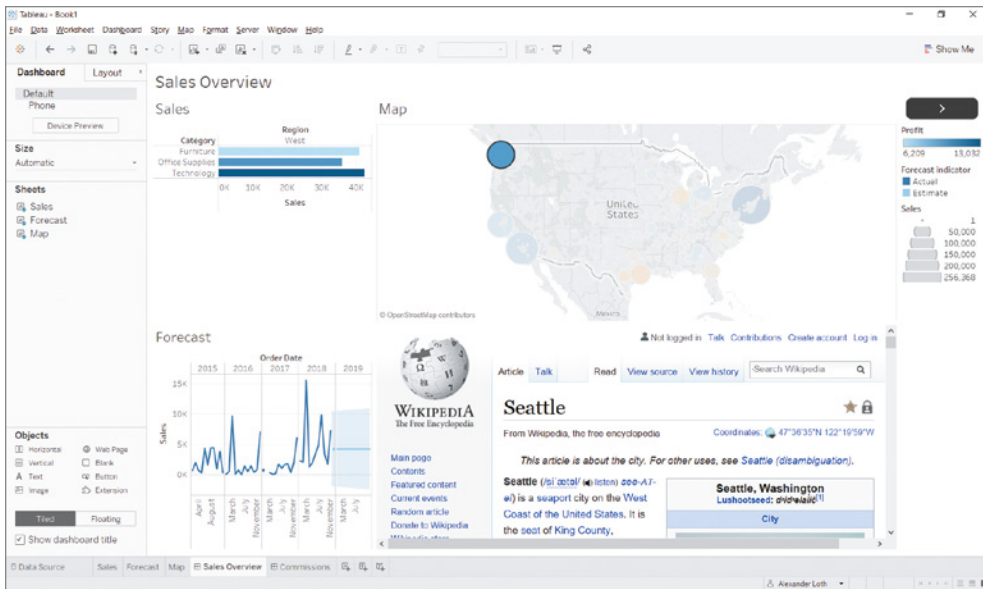 Tableau - Book1
File Data Worksheet Dashboard Story Map Format Server Window Help
Show Me
Dashboard Layout
Default
Phone
Device Preview
Size
Automatic
Sheets
Sales
Forecast
Map
Objects
Horizontal Web Page
Vertical Blank
A Text Button
Image Extension
Tiled Floating
Show dashboard title
Sales Overview
Sales
Region
Category West
Furniture
Office Supplies
Technology
0K 10K 20K 30K 40K
Sales
Map
United
States
Mexico
© OpenStreetMap contributors
Profit
6,209 13,032
Forecast indicator
Actual
Estimate
Sales
1
50,000
100,000
150,000
200,000
256,368
Forecast
Order Date
2015 2016 2017 2018 2019
15K
10K
5K
0K
Sales
April
August
March
July
November
March
July
November
March
July
November
March
July
WIKIPEDIA
The Free Encyclopedia
Main page
Contents
Featured content
Current events
Random article
Donate to Wikipedia
Not logged in Talk Contributions Create account Log in
Article Talk Read View source View history Search Wikipedia
Seattle
From Wikipedia, the free encyclopedia
Coordinates: 47°36′35″N 122°19′59″W
This article is about the city. For other uses, see Seattle (disambiguation).
Seattle (/siˈætəl/ (listen) see-AT-
əl) is a seaport city on the West
Coast of the United States. It is
the seat of King County,
Seattle, Washington
Lushootseed:
City
Data Source Sales Forecast Map Sales Overview Commissions
Alexander Loth